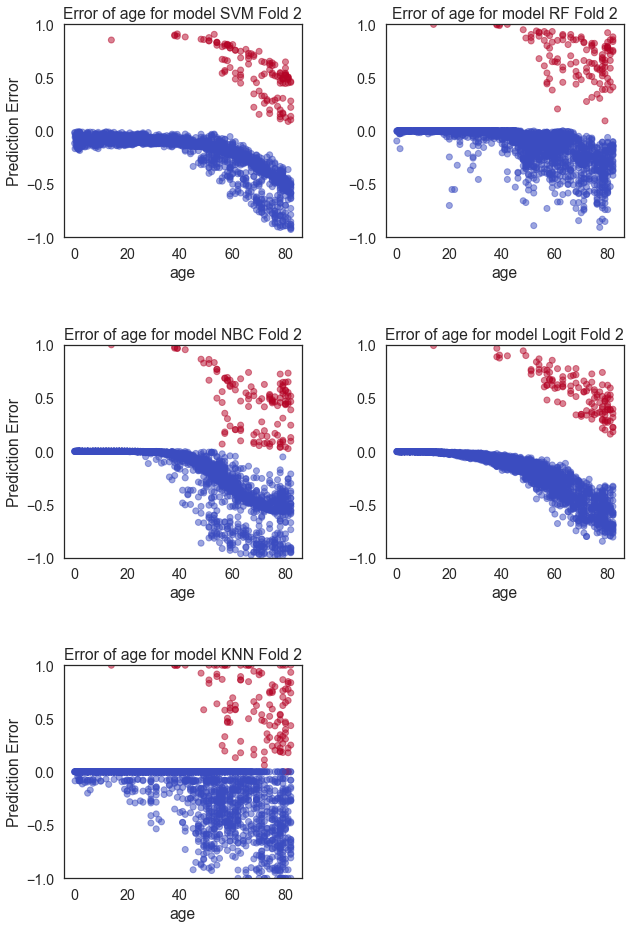 Error of age for model SVM Fold 2
1.0
0.5
0.0
−0.5
−1.0
Prediction Error
0 20 40 60 80
age
Error of age for model RF Fold 2
1.0
0.5
0.0
−0.5
−1.0
0 20 40 60 80
age
Error of age for model NBC Fold 2
1.0
0.5
0.0
−0.5
−1.0
Prediction Error
0 20 40 60 80
age
Error of age for model Logit Fold 2
1.0
0.5
0.0
−0.5
−1.0
0 20 40 60 80
age
Error of age for model KNN Fold 2
1.0
0.5
0.0
−0.5
−1.0
Prediction Error
0 20 40 60 80
age